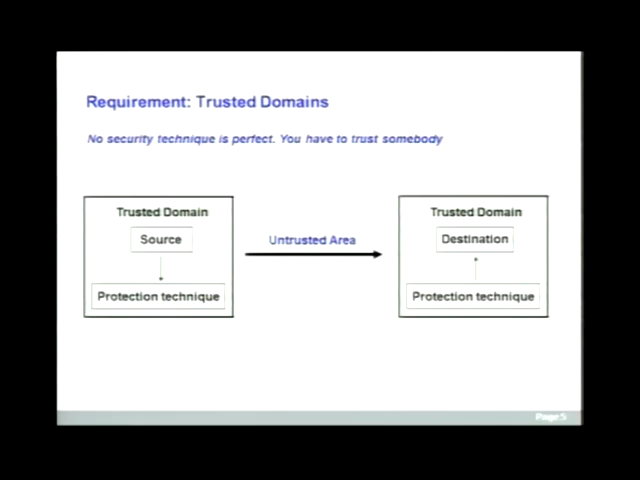 Requirement: Trusted Domains
No security technique is perfect. You have to trust somebody
Trusted Domain
Source
Protection technique
Untrusted Area
Trusted Domain
Destination
Protection technique
Page 5